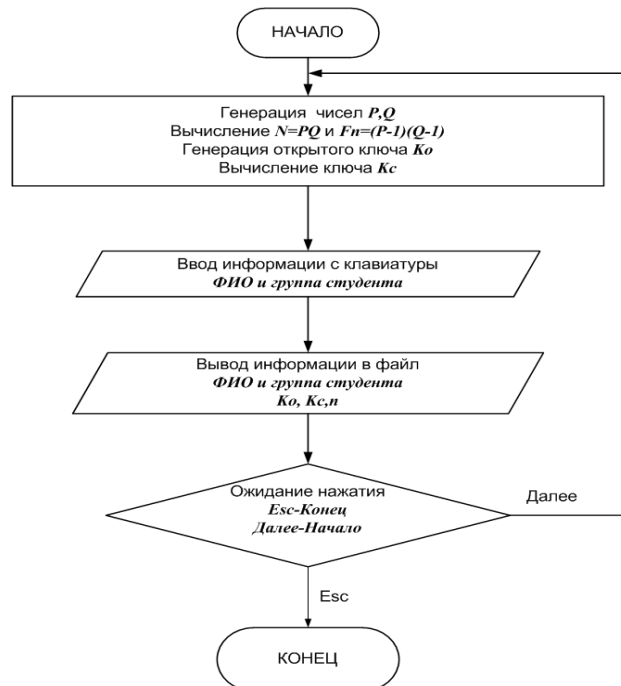 НАЧАЛО
Генерация чисел P,Q
Вычисление N=PQ и Fn=(P-1)(Q-1)
Генерация открытого ключа Ko
Вычисление ключа Kc
Ввод информации с клавиатуры
ФИО и группа студента
Вывод информации в файл
ФИО и группа студента
Ko, Kc,n
Ожидание нажатия
Esc-Конец
Далее-Начало
Далее
Esc
КОНЕЦ